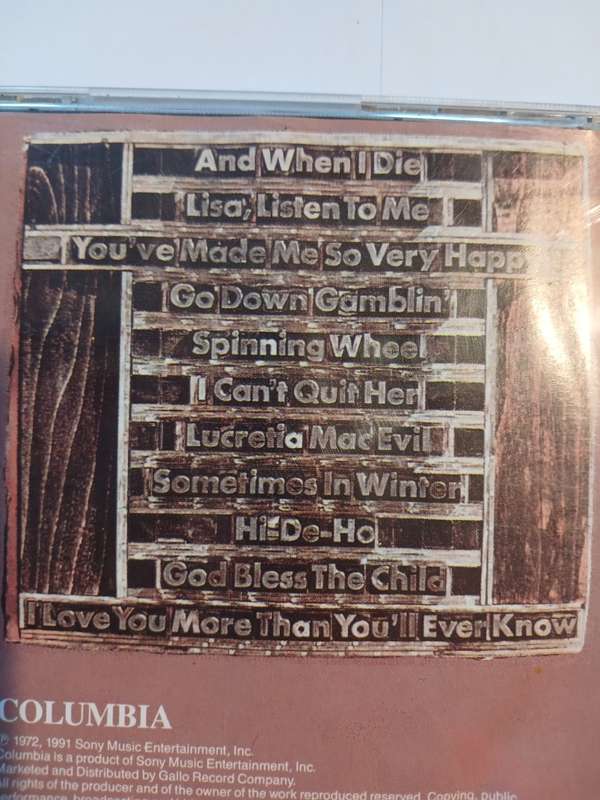 And When I Die
Lisa, Listen To Me
You've Made Me So Very Happy
Go Down Gamblin'
Spinning Wheel
I Can't Quit Her
Lucretia Mac Evil
Sometimes In Winter
Hi-De-Ho
God Bless The Child
I Love You More Than You'll Ever Know
COLUMBIA
℗ 1972, 1991 Sony Music Entertainment, Inc.
Columbia is a product of Sony Music Entertainment, Inc.
Marketed and Distributed by Gallo Record Company.
All rights of the producer and of the owner of the work reproduced reserved. Copying, public
performance, broadcasting